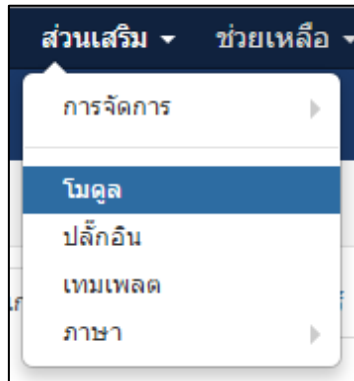 ส่วนเสริม ช่วยเหลือ
การจัดการ
โมดูล
ปลั๊กอิน
เทมเพลต
ภาษา